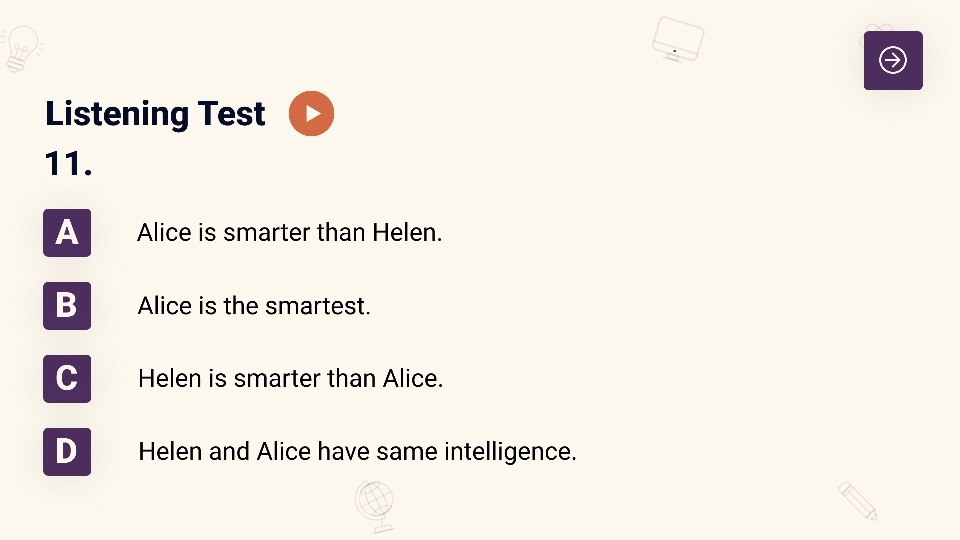 Listening Test
11.
A Alice is smarter than Helen.
B Alice is the smartest.
C Helen is smarter than Alice.
D Helen and Alice have same intelligence.